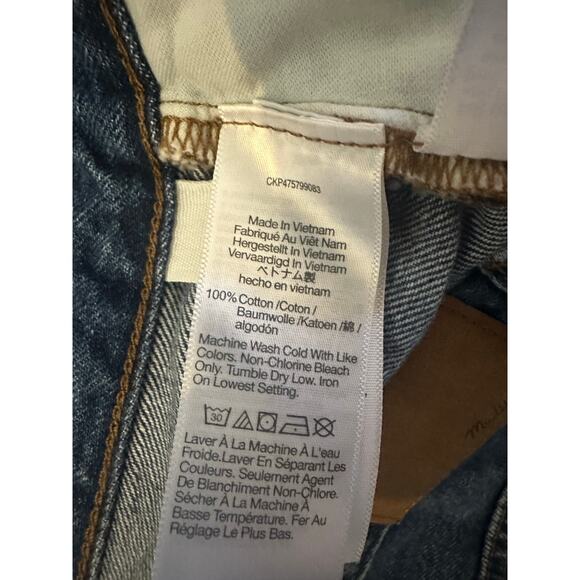 CKP475799083
Made In Vietnam
Fabriqué Au Viêt Nam
Hergestellt In Vietnam
Vervaardigd In Vietnam
ベトナム製
hecho en vietnam
100% Cotton /Coton /
Baumwolle /Katoen /綿 /
algodón
Machine Wash Cold With Like
Colors. Non-Chlorine Bleach
Only. Tumble Dry Low. Iron
On Lowest Setting.
30
Laver À La Machine À L'eau
Froide.Laver En Séparant Les
Couleurs. Seulement Agent
De Blanchiment Non-Chlore.
Sécher À La Machine À
Basse Température. Fer Au
Réglage Le Plus Bas.